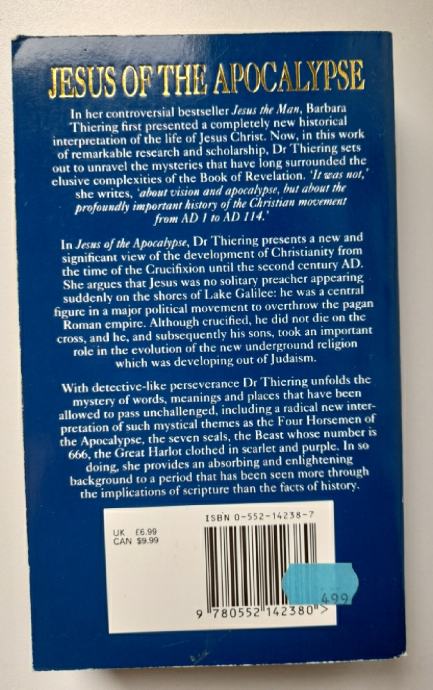 JESUS OF THE APOCALYPSE
In her controversial bestseller Jesus the Man, Barbara
Thiering first presented a completely new historical
interpretation of the life of Jesus Christ. Now, in this work
of remarkable research and scholarship, Dr Thiering sets
out to unravel the mysteries that have long surrounded the
elusive complexities of the Book of Revelation. 'It was not,'
she writes, 'about vision and apocalypse, but about the
profoundly important history of the Christian movement
from AD 1 to AD 114.'
In Jesus of the Apocalypse, Dr Thiering presents a new and
significant view of the development of Christianity from
the time of the Crucifixion until the second century AD.
She argues that Jesus was no solitary preacher appearing
suddenly on the shores of Lake Galilee: he was a central
figure in a major political movement to overthrow the pagan
Roman empire. Although crucified, he did not die on the
cross, and he, and subsequently his sons, took an important
role in the evolution of the new underground religion
which was developing out of Judaism.
With detective-like perseverance Dr Thiering unfolds the
mystery of words, meanings and places that have been
allowed to pass unchallenged, including a radical new inter-
pretation of such mystical themes as the Four Horsemen of
the Apocalypse, the seven seals, the Beast whose number is
666, the Great Harlot clothed in scarlet and purple. In so
doing, she provides an absorbing and enlightening
background to a period that has been seen more through
the implications of scripture than the facts of history.
ISBN 0-552-14238-7
UK £6.99
CAN $9.99
499
9 780552 142380 >